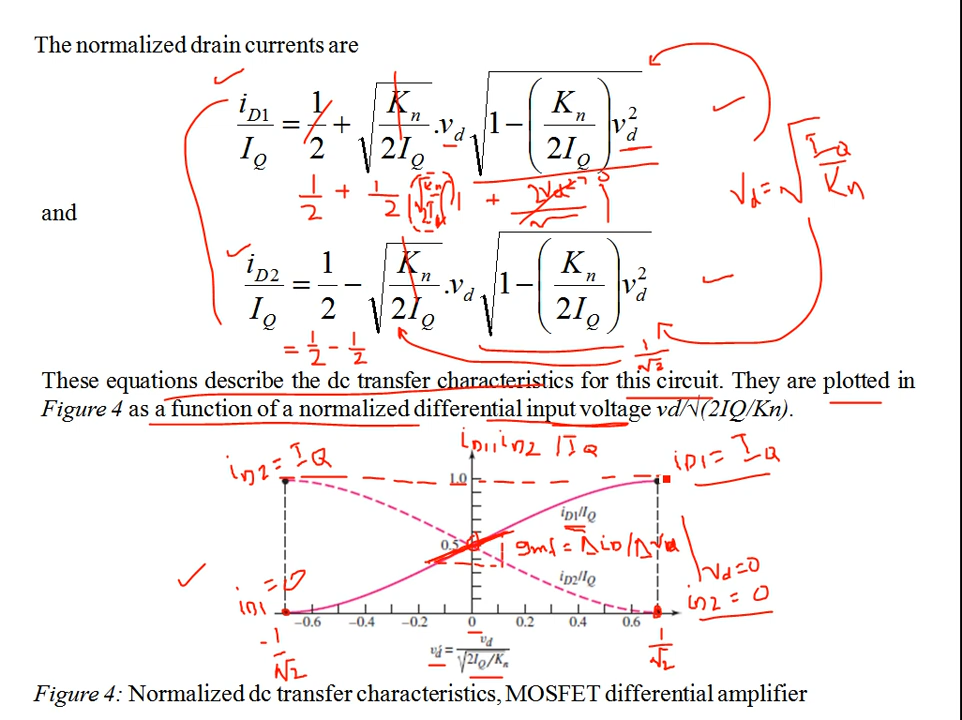 The normalized drain currents are
i_D1/I_Q = 1/2 + √(K_n/2I_Q) .v_d √(1−(K_n/2I_Q)v_d^2)
v_d = √(I_Q/K_n)
1/2 + 1/2
and
i_D2/I_Q = 1/2 − √(K_n/2I_Q) .v_d √(1−(K_n/2I_Q)v_d^2)
= 1/2 − 1/2
1/√2
These equations describe the dc transfer characteristics for this circuit. They are plotted in
Figure 4 as a function of a normalized differential input voltage vd/√(2IQ/Kn).
i_D1, i_D2 / I_Q
i_D2 = I_Q
1.0
i_D1 = I_Q
i_D1/I_Q
0.5
gmf = Δi_D/Δv_d
i_D2/I_Q
v_d=0
i_D1 = 0
i_D2 = 0
−0.6 −0.4 −0.2 0 0.2 0.4 0.6
-1/√2
1/√2
v_d' = v_d/√(2I_Q/K_n)
Figure 4: Normalized dc transfer characteristics, MOSFET differential amplifier